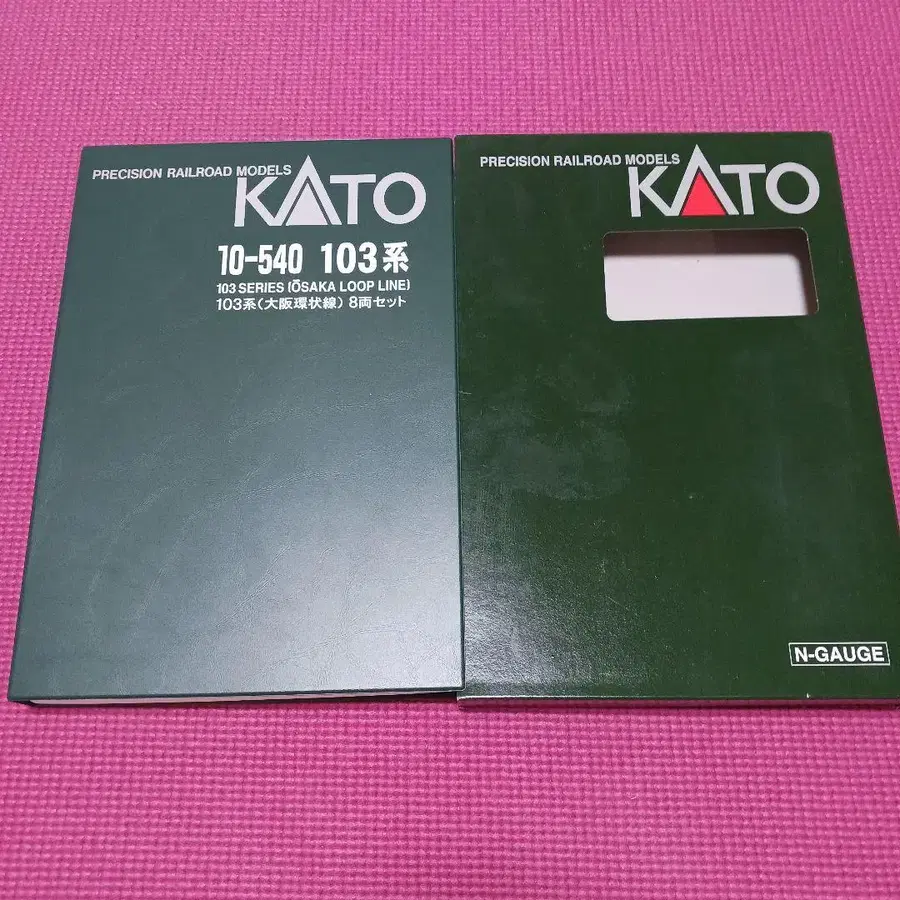 PRECISION RAILROAD MODELS
KATO
10-540 103系
103 SERIES (ŌSAKA LOOP LINE)
103系(大阪環状線) 8両セット
PRECISION RAILROAD MODELS
KATO
N-GAUGE